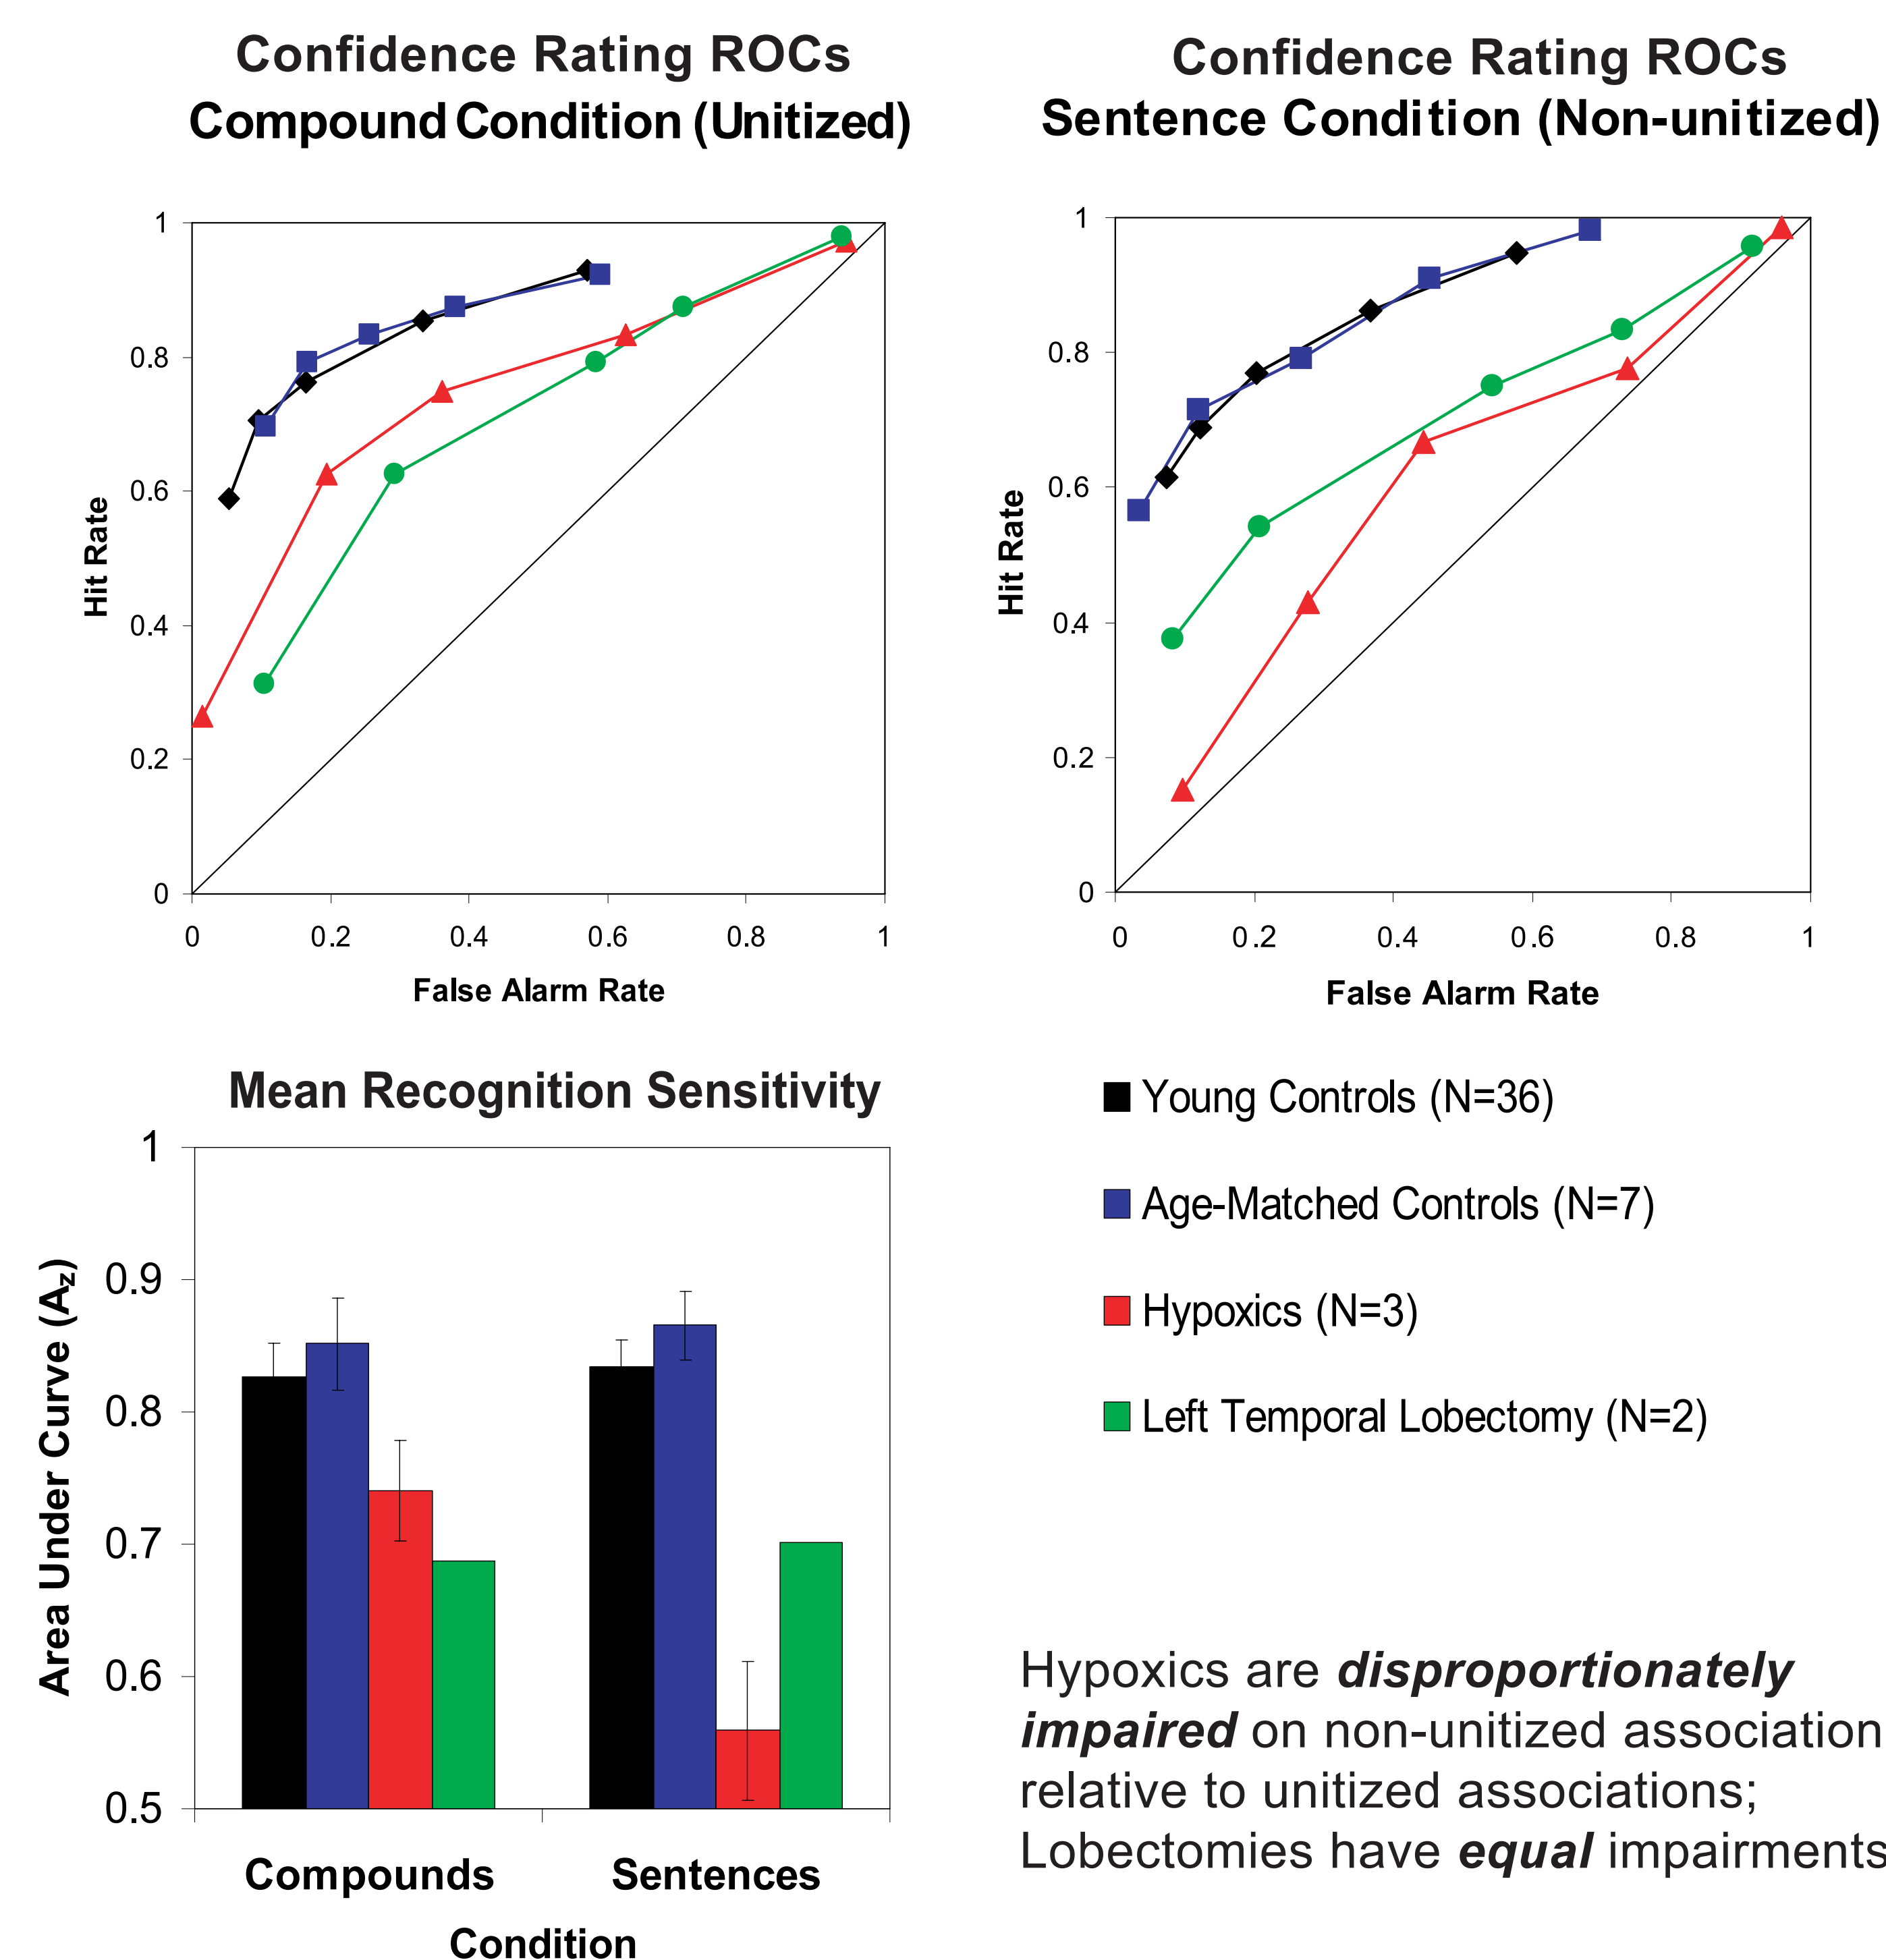 Confidence Rating ROCs
Compound Condition (Unitized)
1
0.8
0.6
0.4
0.2
0
Hit Rate
0 0.2 0.4 0.6 0.8 1
False Alarm Rate
Confidence Rating ROCs
Sentence Condition (Non-unitized)
1
0.8
0.6
0.4
0.2
0
Hit Rate
0 0.2 0.4 0.6 0.8 1
False Alarm Rate
Mean Recognition Sensitivity
1
0.9
0.8
0.7
0.6
0.5
Area Under Curve (Az)
Compounds Sentences
Condition
Young Controls (N=36)
Age-Matched Controls (N=7)
Hypoxics (N=3)
Left Temporal Lobectomy (N=2)
Hypoxics are disproportionately
impaired on non-unitized association
relative to unitized associations;
Lobectomies have equal impairments